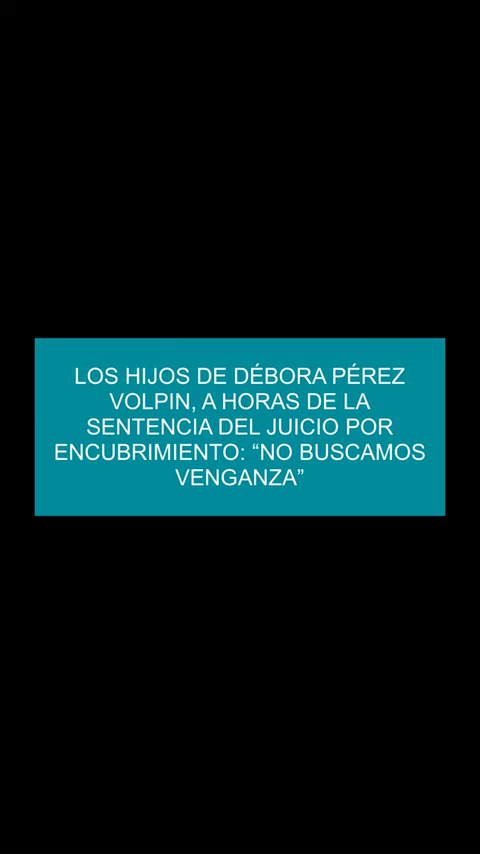 LOS HIJOS DE DÉBORA PÉREZ
VOLPIN, A HORAS DE LA
SENTENCIA DEL JUICIO POR
ENCUBRIMIENTO: “NO BUSCAMOS
VENGANZA”